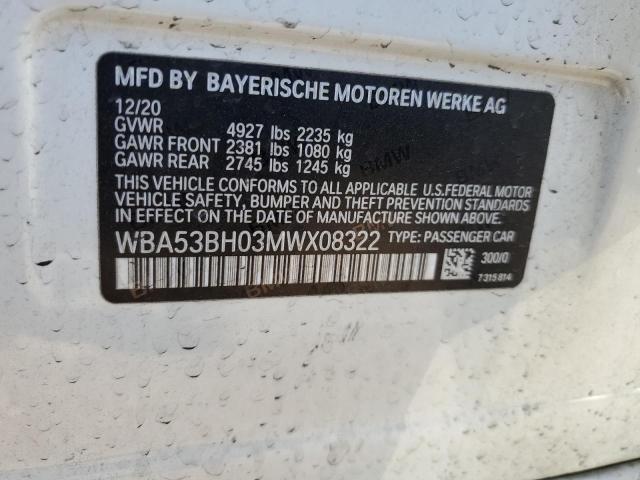 MFD BY BAYERISCHE MOTOREN WERKE AG
12/20
GVWR 4927 lbs 2235 kg
GAWR FRONT 2381 lbs 1080 kg
GAWR REAR 2745 lbs 1245 kg
THIS VEHICLE CONFORMS TO ALL APPLICABLE U.S.FEDERAL MOTOR
VEHICLE SAFETY, BUMPER AND THEFT PREVENTION STANDARDS
IN EFFECT ON THE DATE OF MANUFACTURE SHOWN ABOVE.
WBA53BH03MWX08322 TYPE: PASSENGER CAR
300/0
7315814